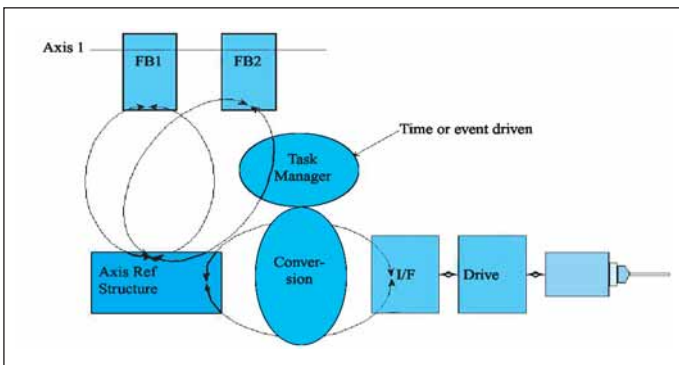 Axis 1
FB1
FB2
Time or event driven
Task
Manager
Axis Ref
Structure
Conver-
sion
I/F
Drive